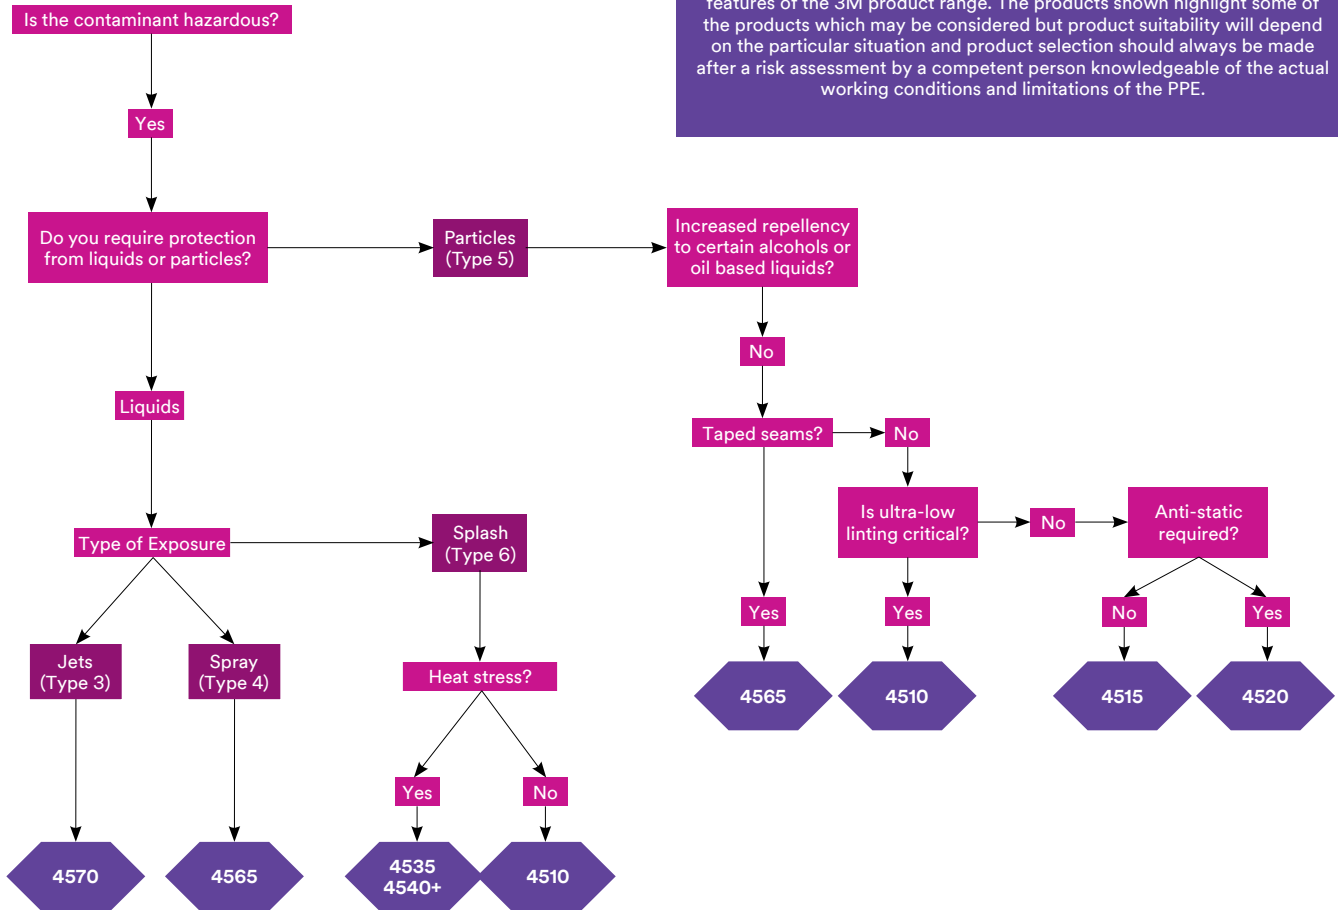 Is the contaminant hazardous?
features of the 3M product range. The products shown highlight some of
the products which may be considered but product suitability will depend
on the particular situation and product selection should always be made
after a risk assessment by a competent person knowledgeable of the actual
working conditions and limitations of the PPE.
Yes
Do you require protection
from liquids or particles?
Particles
(Type 5)
Increased repellency
to certain alcohols or
oil based liquids?
No
Liquids
Taped seams?
No
Type of Exposure
Splash
(Type 6)
Is ultra-low
linting critical?
No
Anti-static
required?
Yes
Yes
No
Yes
Jets
(Type 3)
Spray
(Type 4)
Heat stress?
4565
4510
4515
4520
Yes
No
4570
4565
4535
4540+
4510